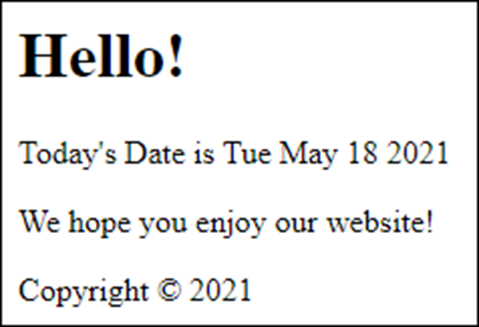 Hello!
Today's Date is Tue May 18 2021
We hope you enjoy our website!
Copyright © 2021